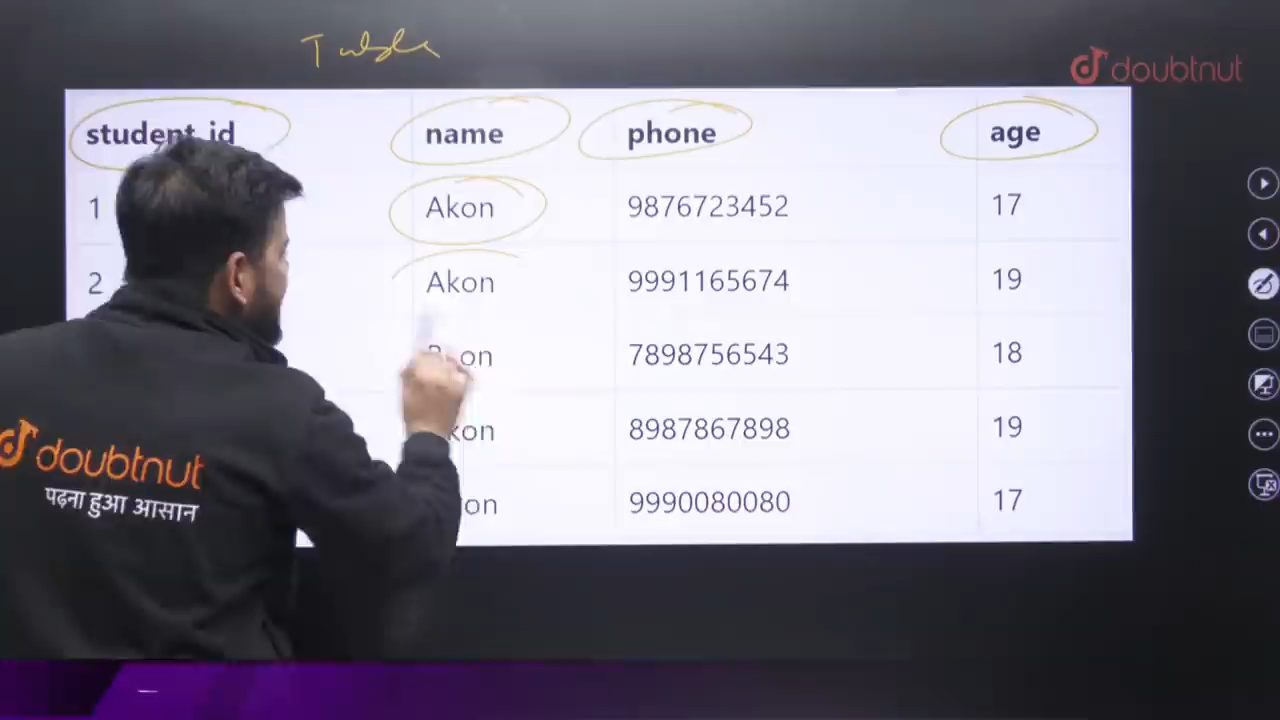 Table
doubtnut
student_id name phone age
1 Akon 9876723452 17
2 Akon 9991165674 19
7898756543 18
8987867898 19
9990080080 17
doubtnut
पढ़ना हुआ आसान